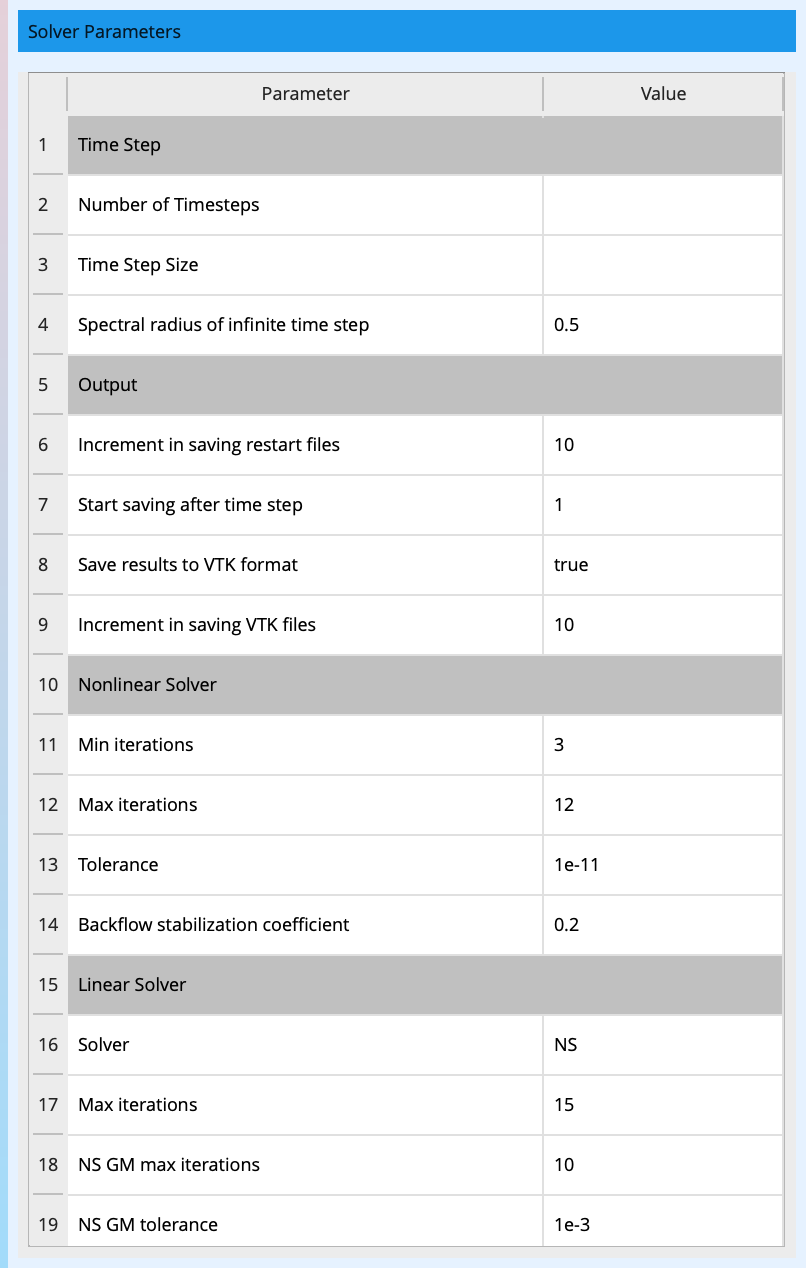 Solver Parameters
Parameter Value
1 Time Step
2 Number of Timesteps
3 Time Step Size
4 Spectral radius of infinite time step 0.5
5 Output
6 Increment in saving restart files 10
7 Start saving after time step 1
8 Save results to VTK format true
9 Increment in saving VTK files 10
10 Nonlinear Solver
11 Min iterations 3
12 Max iterations 12
13 Tolerance 1e-11
14 Backflow stabilization coefficient 0.2
15 Linear Solver
16 Solver NS
17 Max iterations 15
18 NS GM max iterations 10
19 NS GM tolerance 1e-3